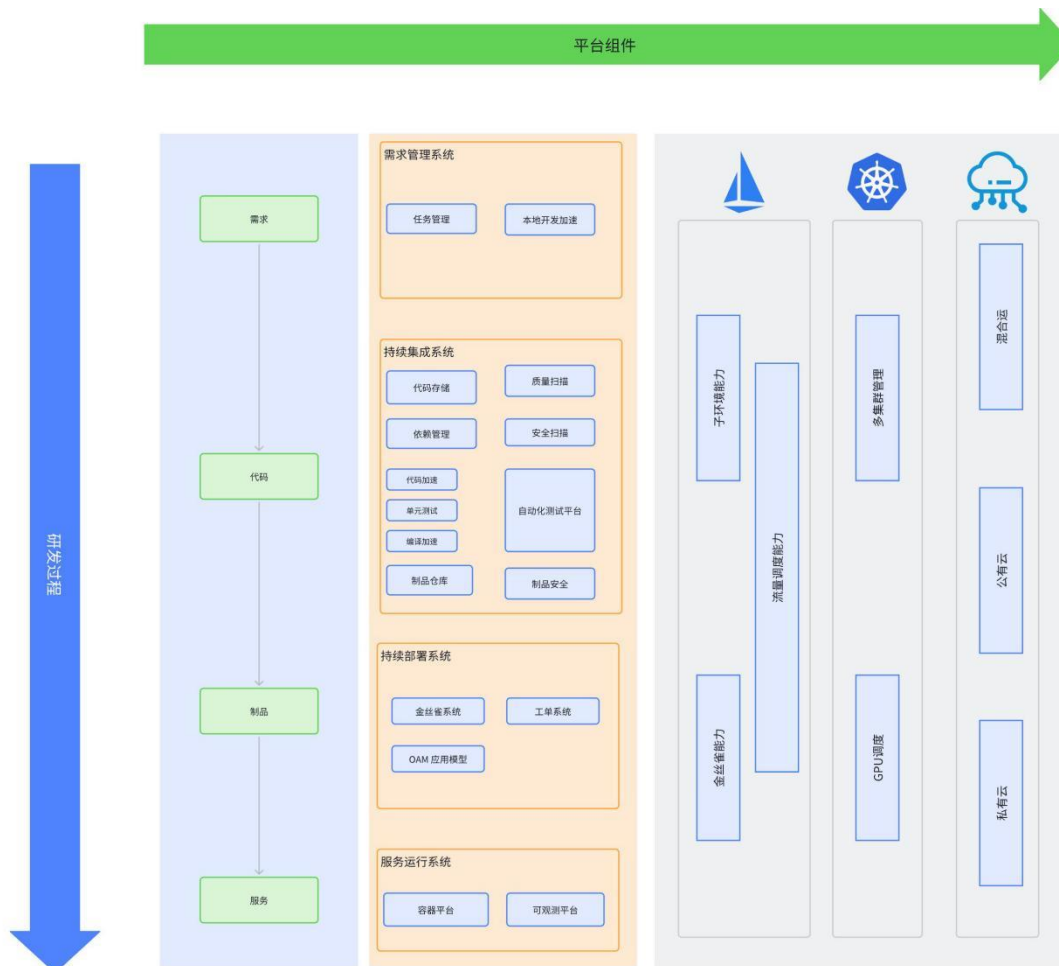 平台组件
研发过程
需求
代码
制品
服务
需求管理系统
任务管理
本地开发加速
持续集成系统
代码存储
质量扫描
依赖管理
安全扫描
代码加速
单元测试
编译加速
自动化测试平台
制品仓库
制品安全
持续部署系统
金丝雀系统
工单系统
OAM 应用模型
服务运行系统
容器平台
可观测平台
子环境能力
流量调度能力
金丝雀能力
多集群管理
GPU调度
混合运
公有云
私有云